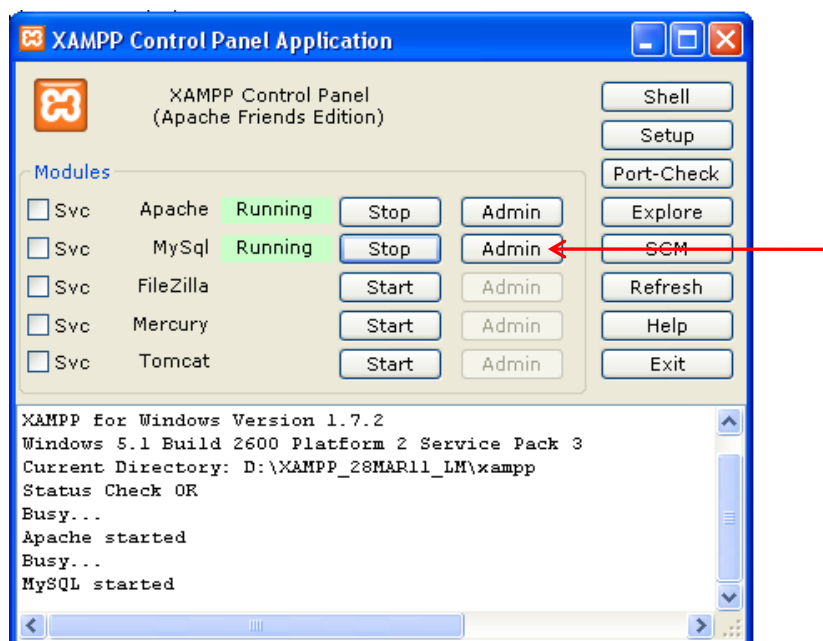 XAMPP Control Panel Application
XAMPP Control Panel
(Apache Friends Edition)
Shell
Setup
Port-Check
Modules
Svc Apache Running Stop Admin Explore
Svc MySql Running Stop Admin SCM
Svc FileZilla Start Admin Refresh
Svc Mercury Start Admin Help
Svc Tomcat Start Admin Exit
XAMPP for Windows Version 1.7.2
Windows 5.1 Build 2600 Platform 2 Service Pack 3
Current Directory: D:\XAMPP_28MAR11_LM\xampp
Status Check OK
Busy...
Apache started
Busy...
MySQL started